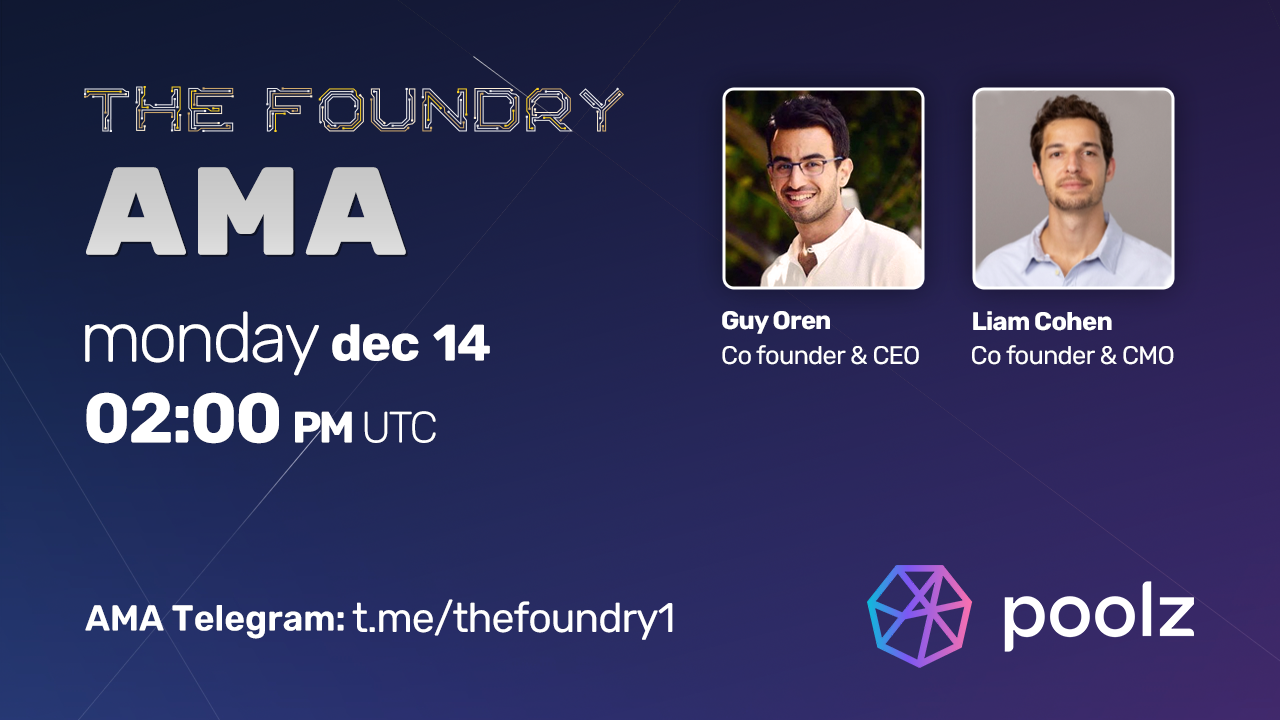 THE FOUNDRY
AMA
monday dec 14
02:00 PM UTC
Guy Oren
Co founder & CEO
Liam Cohen
Co founder & CMO
AMA Telegram: t.me/thefoundry1
poolz